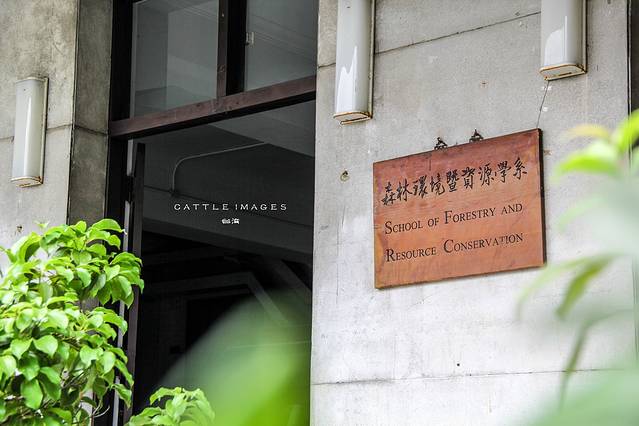 森林環境暨資源學系
School of Forestry and
Resource Conservation
CATTLE IMAGES